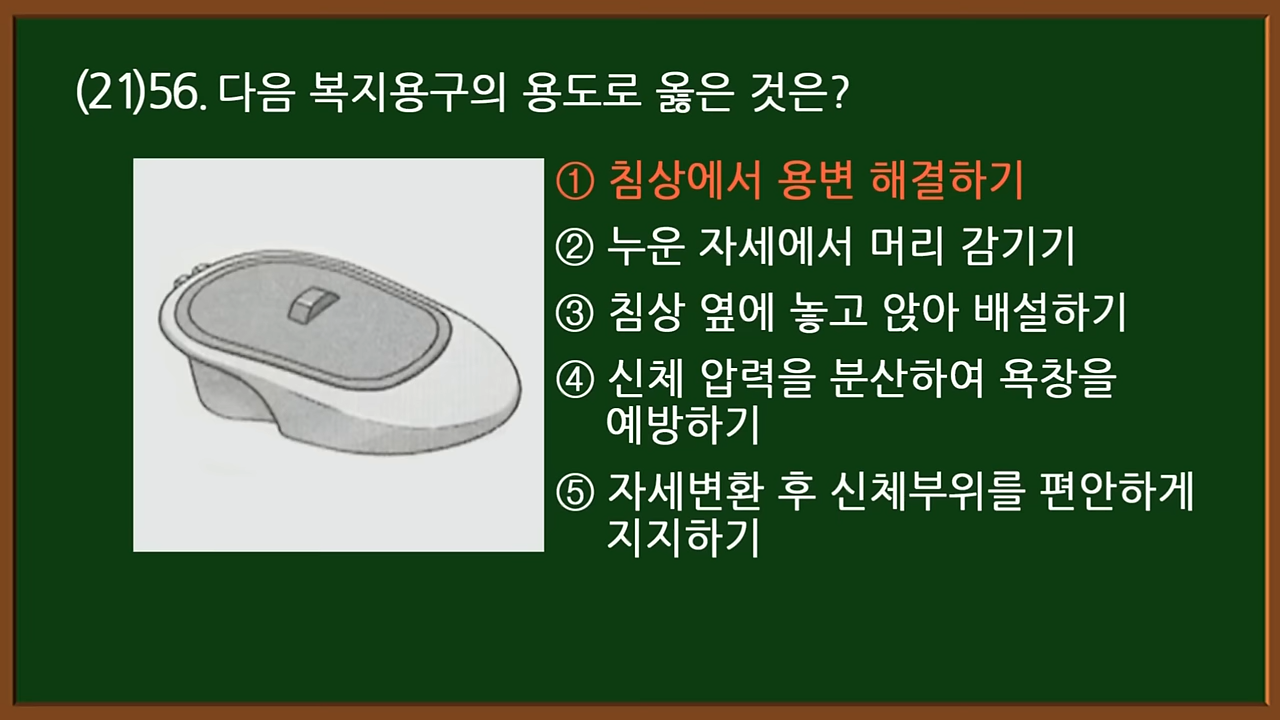 (21)56. 다음 복지용구의 용도로 옳은 것은?
① 침상에서 용변 해결하기
② 누운 자세에서 머리 감기기
③ 침상 옆에 놓고 앉아 배설하기
④ 신체 압력을 분산하여 욕창을
예방하기
⑤ 자세변환 후 신체부위를 편안하게
지지하기